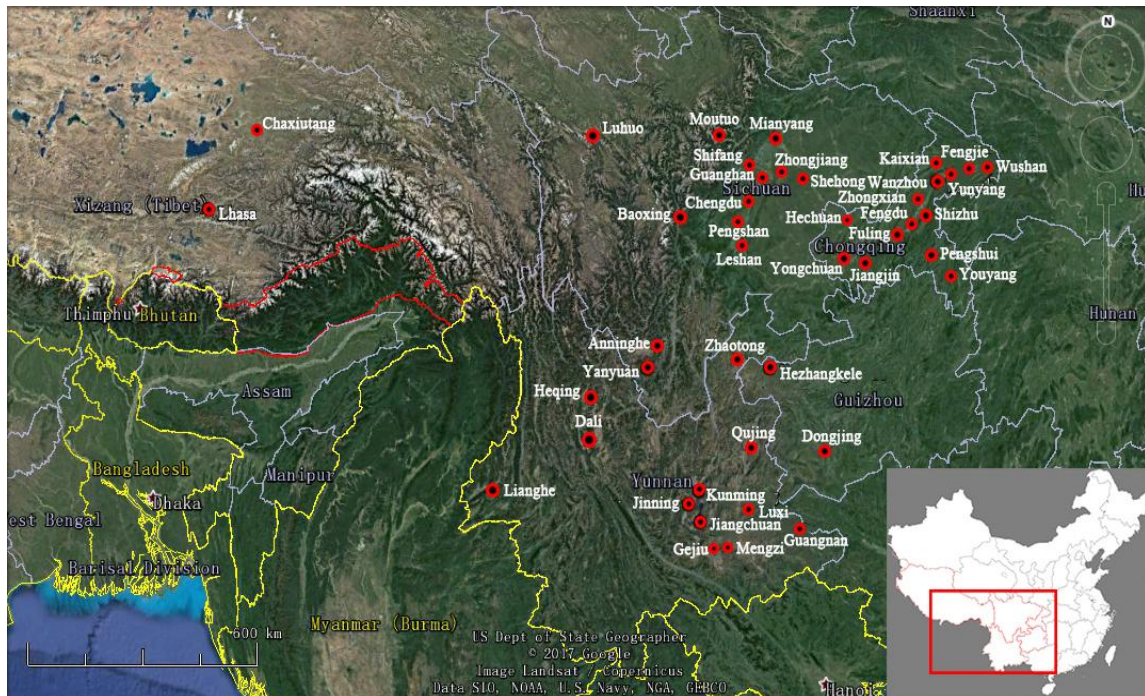 Shaanxi
N
Chaxiutang
Luhuo
Moutuo
Mianyang
Shifang
Zhongjiang
Kaixian
Fengjie
Wushan
Guanghan
Sichuan
Shehong
Wanzhou
Yunyang
Zhongxian
Xizang (Tibet)
Lhasa
Chengdu
Baoxing
Hechuan
Fengdu
Shizhu
Pengshan
Fuling
Chongqing
Leshan
Yongchuan
Jiangjin
Pengshui
Youyang
Thimphu
Bhutan
Hunan
Anninghe
Zhaotong
Yanyuan
Hezhangkele
Assam
Heqing
Guizhou
Dali
Qujing
Dongjing
Bangladesh
Manipur
Yunnan
Dhaka
Lianghe
Kunming
Jinning
Luxi
est Bengal
Jiangchuan
Guangnan
Gejiu
Mengzi
Barisal Division
Myanmar (Burma)
600 km
US Dept of State Geographer
© 2017 Google
Image Landsat / Copernicus
Data SIO, NOAA, U.S. Navy, NGA, GEBCO
Hanoi